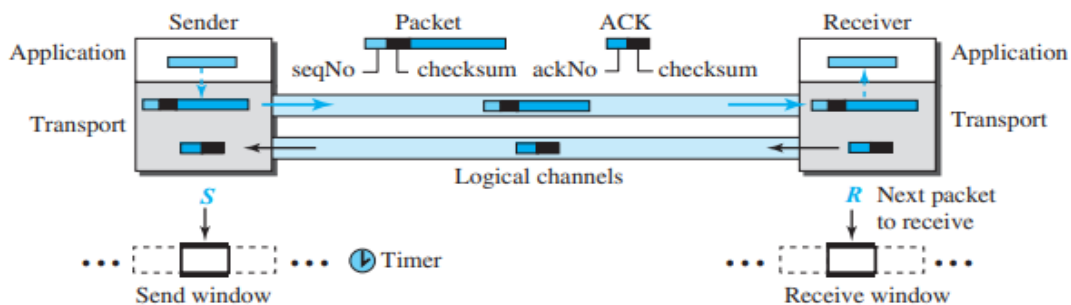 Sender
Packet
ACK
Receiver
Application
seqNo
checksum
ackNo
checksum
Application
Transport
Transport
Logical channels
S
R Next packet
to receive
••• ••• Timer ••• •••
Send window
Receive window